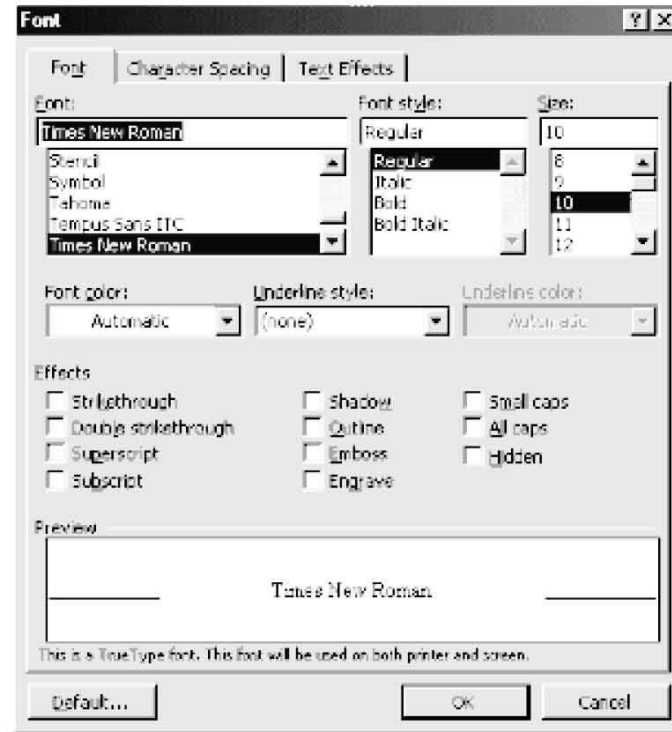 Font
Font Character Spacing Text Effects
Font: Font style: Size:
Times New Roman Regular 10
Stencil Regular 8
Symbol Italic 9
Tahoma Bold 10
Tempus Sans ITC Bold Italic 11
Times New Roman 12
Font color: Underline style: Underline color:
Automatic (none) Automatic
Effects
Strikethrough Shadow Small caps
Double strikethrough Outline All caps
Superscript Emboss Hidden
Subscript Engrave
Preview
Times New Roman
This is a TrueType font. This font will be used on both printer and screen.
Default... OK Cancel